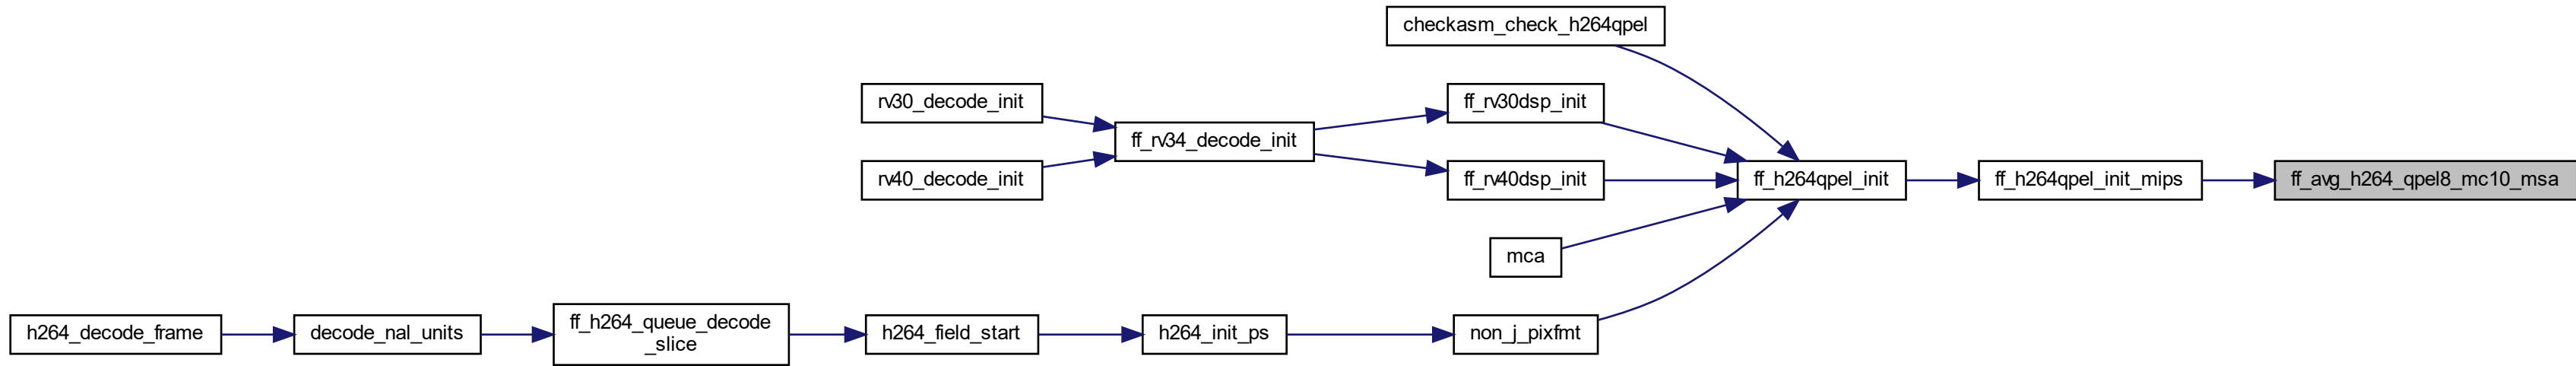 checkasm_check_h264qpel
rv30_decode_init
ff_rv30dsp_init
ff_rv34_decode_init
rv40_decode_init
ff_rv40dsp_init
ff_h264qpel_init
ff_h264qpel_init_mips
ff_avg_h264_qpel8_mc10_msa
mca
h264_decode_frame
decode_nal_units
ff_h264_queue_decode
_slice
h264_field_start
h264_init_ps
non_j_pixfmt